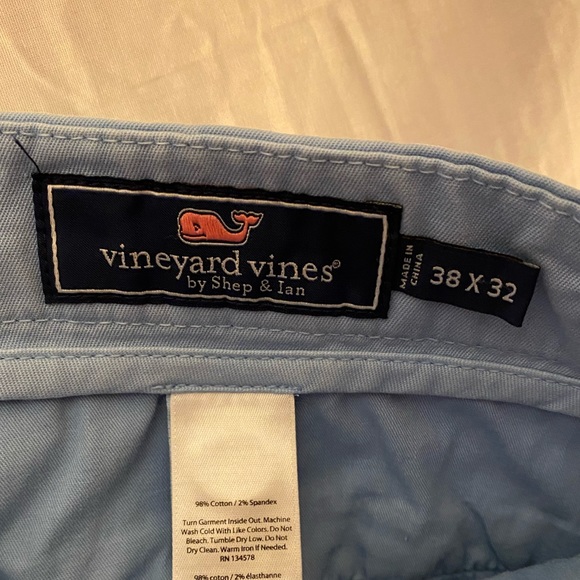 vineyard vines®
by Shep & Ian
MADE IN
CHINA
38 X 32
98% Cotton / 2% Spandex
Turn Garment Inside Out. Machine
Wash Cold With Like Colors. Do Not
Bleach. Tumble Dry Low. Do Not
Dry Clean. Warm Iron If Needed.
RN 134578
98% coton / 2% élasthanne